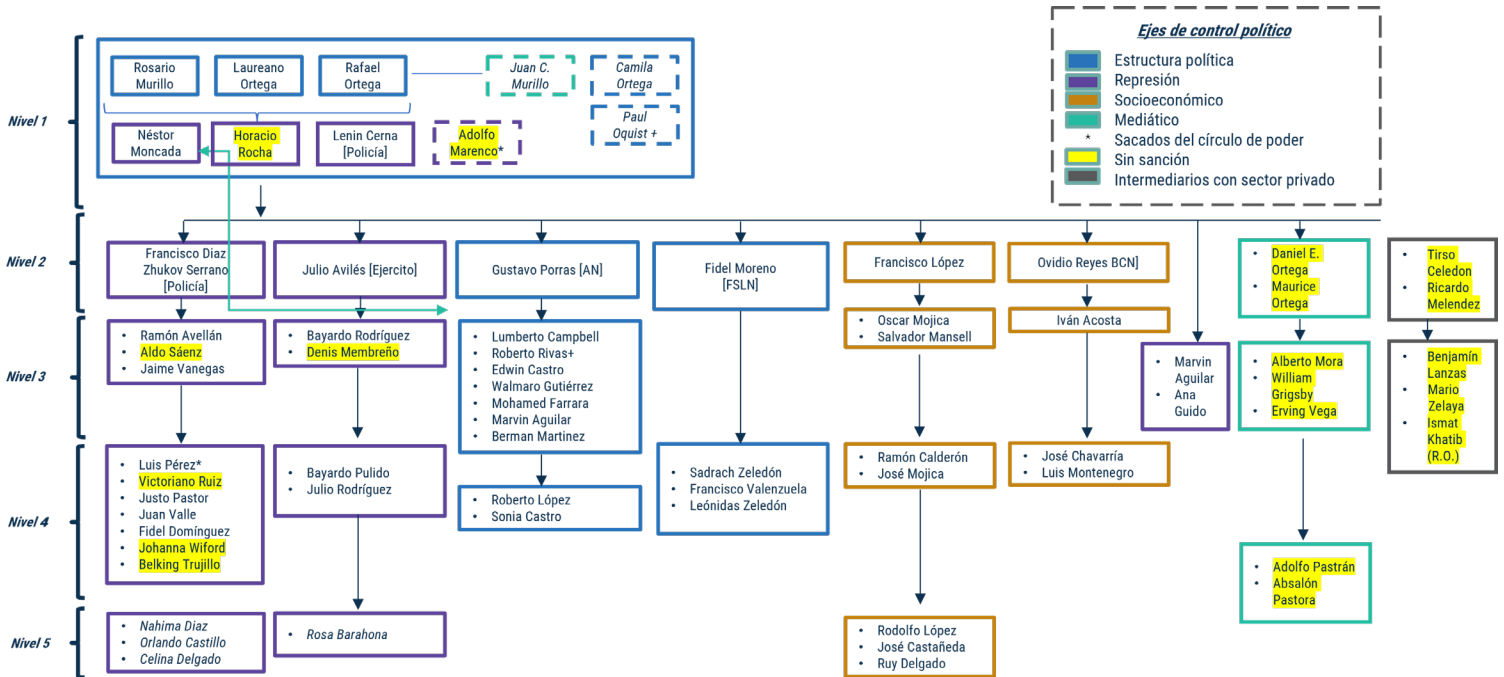 Ejes de control político
Estructura política
Represión
Socioeconómico
Mediático
* Sacados del círculo de poder
Sin sanción
Intermediarios con sector privado
Nivel 1
Rosario
Murillo
Laureano
Ortega
Rafael
Ortega
Juan C.
Murillo
Camila
Ortega
Paul
Oquist +
Néstor
Moncada
Horacio
Rocha
Lenin Cerna
[Policía]
Adolfo
Marenco*
Nivel 2
Francisco Diaz
Zhukov Serrano
[Policía]
Julio Avilés [Ejercito]
Gustavo Porras [AN]
Fidel Moreno
[FSLN]
Francisco López
Ovidio Reyes BCN]
• Daniel E.
Ortega
• Maurice
Ortega
• Tirso
Celedon
• Ricardo
Melendez
Nivel 3
• Ramón Avellán
• Aldo Sáenz
• Jaime Vanegas
• Bayardo Rodríguez
• Denis Membreño
• Lumberto Campbell
• Roberto Rivas+
• Edwin Castro
• Walmaro Gutiérrez
• Mohamed Farrara
• Marvin Aguilar
• Berman Martinez
• Oscar Mojica
• Salvador Mansell
Iván Acosta
• Marvin
Aguilar
• Ana
Guido
• Alberto Mora
• William
Grigsby
• Erving Vega
• Benjamín
Lanzas
• Mario
Zelaya
• Ismat
Khatib
(R.O.)
Nivel 4
• Luis Pérez*
• Victoriano Ruiz
• Justo Pastor
• Juan Valle
• Fidel Domínguez
• Johanna Wiford
• Belking Trujillo
• Bayardo Pulido
• Julio Rodríguez
• Roberto López
• Sonia Castro
• Sadrach Zeledón
• Francisco Valenzuela
• Leónidas Zeledón
• Ramón Calderón
• José Mojica
• José Chavarría
• Luis Montenegro
• Adolfo Pastrán
• Absalón
Pastora
Nivel 5
• Nahima Diaz
• Orlando Castillo
• Celina Delgado
• Rosa Barahona
• Rodolfo López
• José Castañeda
• Ruy Delgado